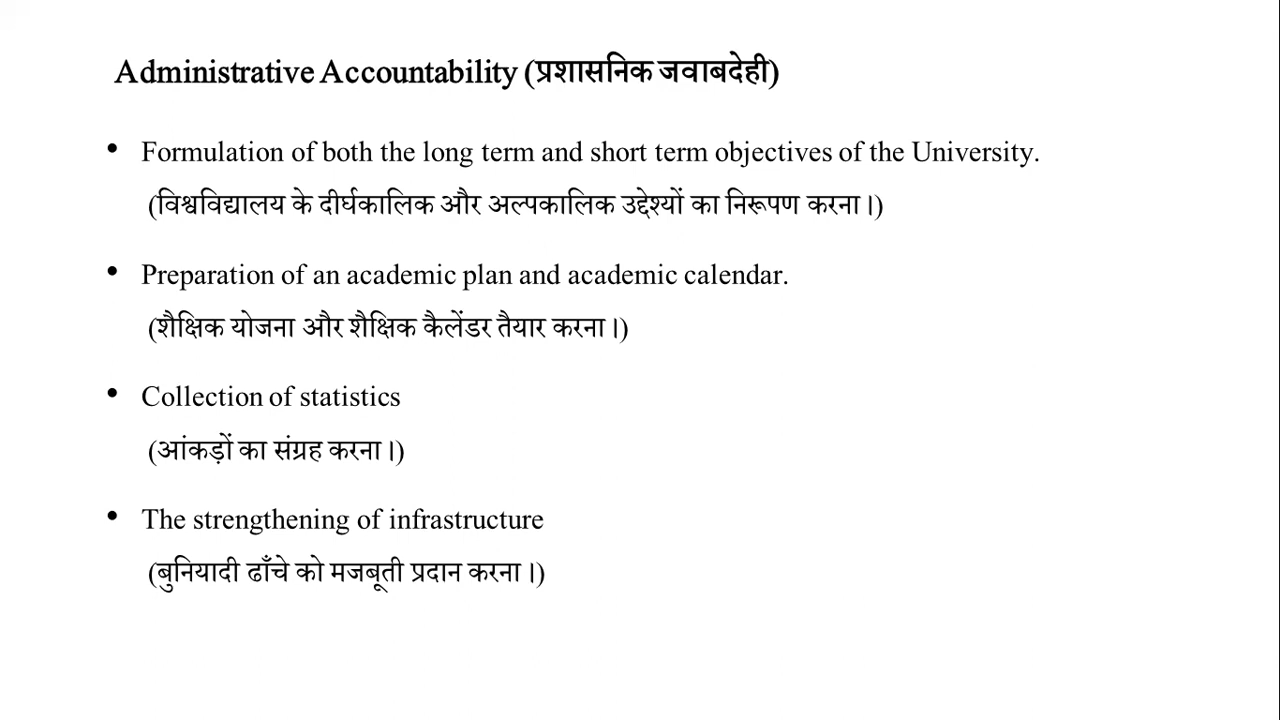 Administrative Accountability (प्रशासनिक जवाबदेही)
• Formulation of both the long term and short term objectives of the University.
(विश्वविद्यालय के दीर्घकालिक और अल्पकालिक उद्देश्यों का निरूपण करना।)
• Preparation of an academic plan and academic calendar.
(शैक्षिक योजना और शैक्षिक कैलेंडर तैयार करना।)
• Collection of statistics
(आंकड़ों का संग्रह करना।)
• The strengthening of infrastructure
(बुनियादी ढाँचे को मजबूती प्रदान करना।)